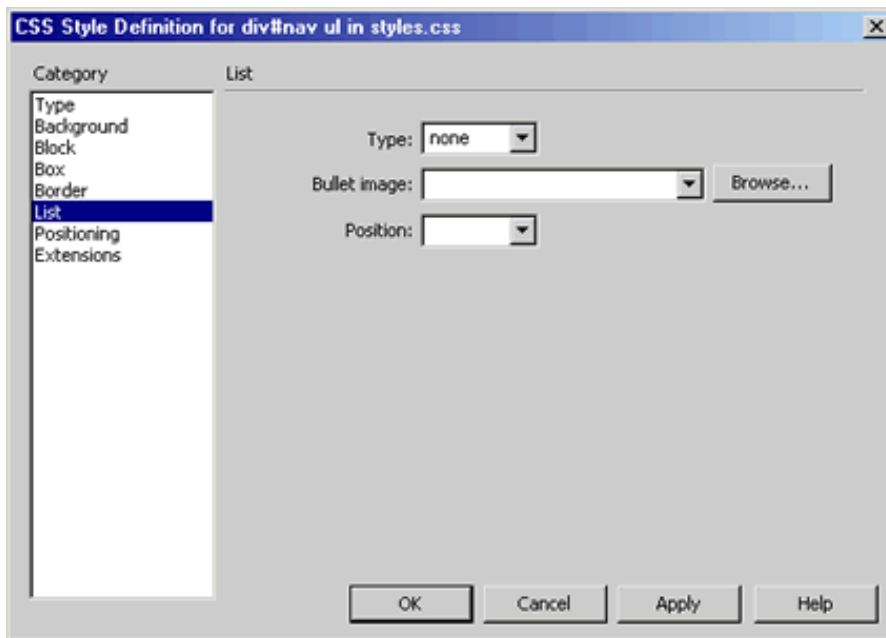 CSS Style Definition for div#nav ul in styles.css
Category
List
Type
Background
Block
Box
Border
List
Positioning
Extensions
Type: none
Bullet image: Browse...
Position:
OK Cancel Apply Help